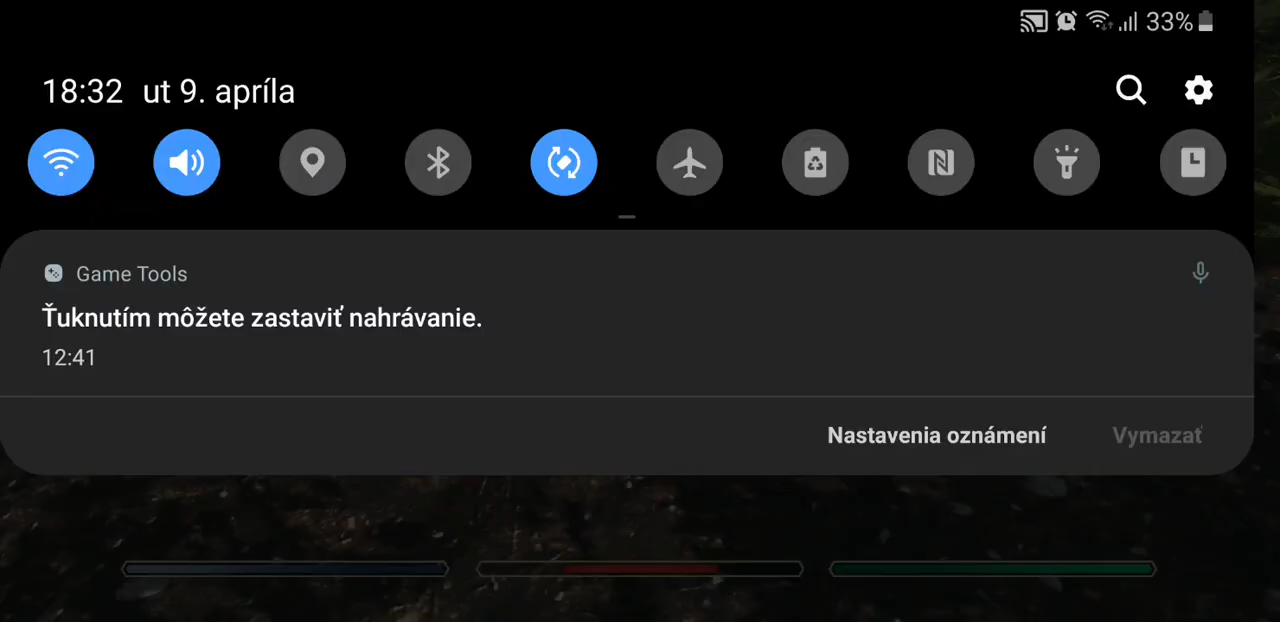 33%
18:32 ut 9. apríla
Game Tools
Ťuknutím môžete zastaviť nahrávanie.
12:41
Nastavenia oznámení Vymazať